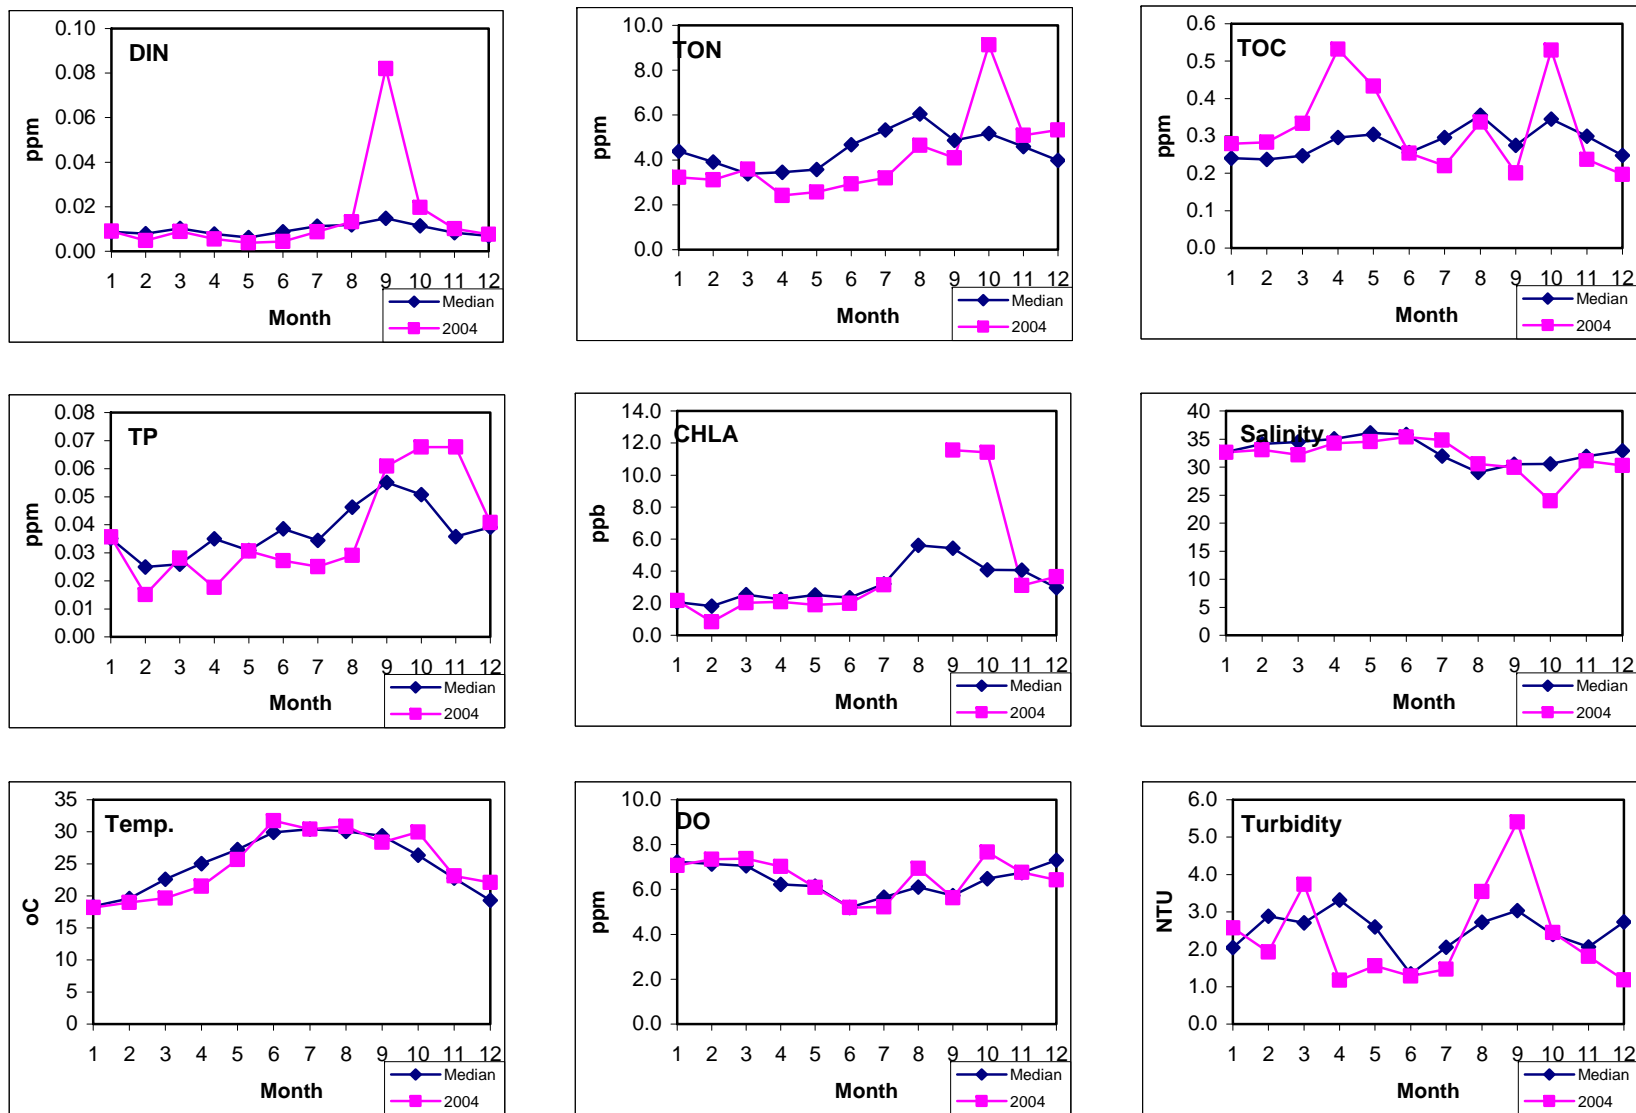 DIN
0.10
0.08
0.06
0.04
0.02
0.00
ppm
1 2 3 4 5 6 7 8 9 10 11 12
Month
Median
2004
TON
10.0
8.0
6.0
4.0
2.0
0.0
ppm
1 2 3 4 5 6 7 8 9 10 11 12
Month
Median
2004
TOC
0.6
0.5
0.4
0.3
0.2
0.1
0.0
ppm
1 2 3 4 5 6 7 8 9 10 11 12
Month
Median
2004
TP
0.08
0.07
0.06
0.05
0.04
0.03
0.02
0.01
0.00
ppm
1 2 3 4 5 6 7 8 9 10 11 12
Month
Median
2004
CHLA
14.0
12.0
10.0
8.0
6.0
4.0
2.0
0.0
ppb
1 2 3 4 5 6 7 8 9 10 11 12
Month
Median
2004
Salinity
40
35
30
25
20
15
10
5
0
1 2 3 4 5 6 7 8 9 10 11 12
Month
Median
2004
Temp.
35
30
25
20
15
10
5
0
oC
1 2 3 4 5 6 7 8 9 10 11 12
Month
Median
2004
DO
10.0
8.0
6.0
4.0
2.0
0.0
ppm
1 2 3 4 5 6 7 8 9 10 11 12
Month
Median
2004
Turbidity
6.0
5.0
4.0
3.0
2.0
1.0
0.0
NTU
1 2 3 4 5 6 7 8 9 10 11 12
Month
Median
2004